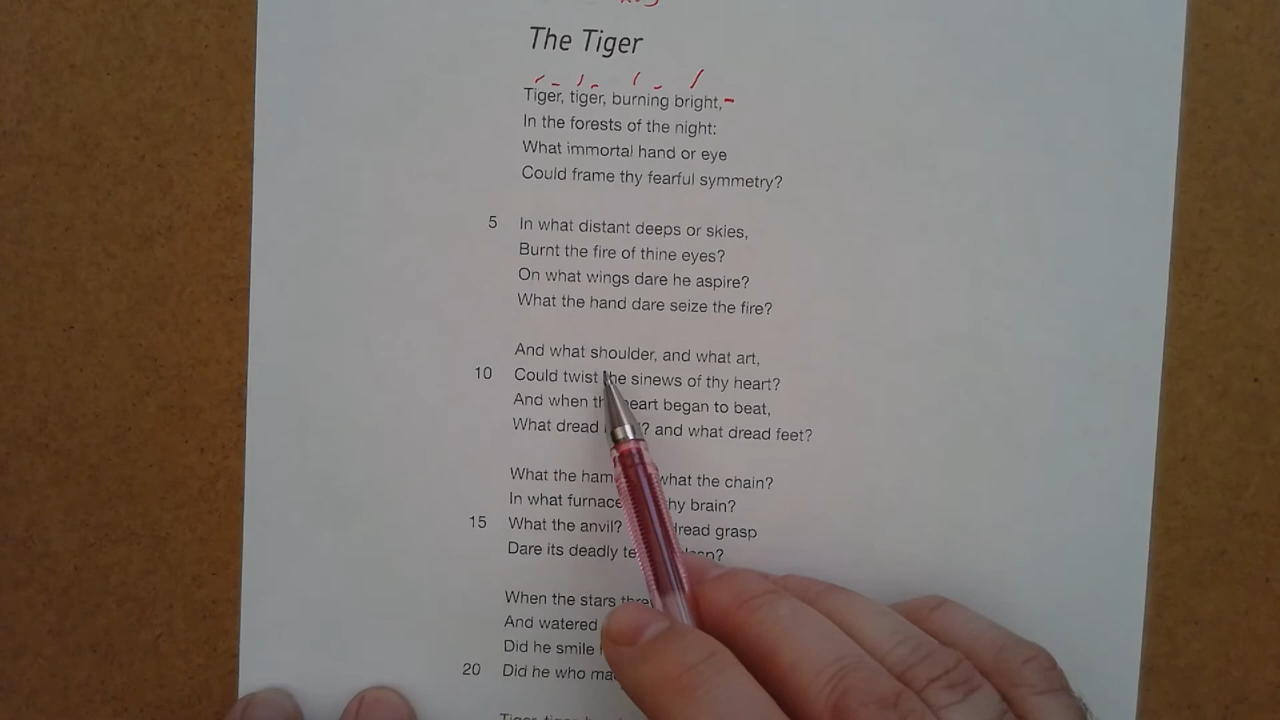 The Tiger
Tiger, tiger, burning bright,
In the forests of the night:
What immortal hand or eye
Could frame thy fearful symmetry?
5 In what distant deeps or skies,
Burnt the fire of thine eyes?
On what wings dare he aspire?
What the hand dare seize the fire?
And what shoulder, and what art,
10 Could twist the sinews of thy heart?
And when heart began to beat,
What dread ? and what dread feet?
What the what the chain?
In what furnace thy brain?
15 What the anvil? dread grasp
Dare its deadly
When the stars
And watered
Did he smile
20 Did he who